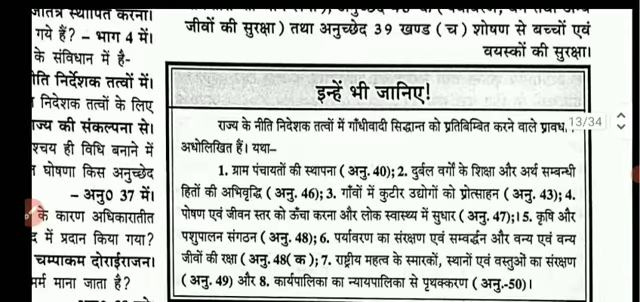 जातंत्र स्थापित करना।
गये हैं? – भाग 4 में।
के संविधान में है-
ीति निर्देशक तत्वों में।
निदेशक तत्वों के लिए
ाज्य की संकल्पना से।
श्चय ही विधि बनाने में
घोषणा किस अनुच्छेद
– अनु0 37 में।
के कारण अधिकारातीत
द में प्रदान किया गया?
चम्पाकम दोराईराजन।
मर्म माना जाता है?
जीवों की सुरक्षा) तथा अनुच्छेद 39 खण्ड (च) शोषण से बच्चों एवं
वयस्कों की सुरक्षा।
इन्हें भी जानिए!
राज्य के नीति निदेशक तत्वों में गाँधीवादी सिद्धान्त को प्रतिबिम्बित करने वाले प्रावध
13/34
अधोलिखित हैं। यथा–
1. ग्राम पंचायतों की स्थापना (अनु. 40); 2. दुर्बल वर्गों के शिक्षा और अर्थ सम्बन्धी
हितों की अभिवृद्धि (अनु. 46); 3. गाँवों में कुटीर उद्योगों को प्रोत्साहन (अनु. 43); 4.
पोषण एवं जीवन स्तर को ऊँचा करना और लोक स्वास्थ्य में सुधार (अनु. 47);। 5. कृषि और
पशुपालन संगठन (अनु. 48); 6. पर्यावरण का संरक्षण एवं सम्वर्द्धन और वन्य एवं वन्य
जीवों की रक्षा (अनु. 48(क); 7. राष्ट्रीय महत्व के स्मारकों, स्थानों एवं वस्तुओं का संरक्षण
(अनु. 49) और 8. कार्यपालिका का न्यायपालिका से पृथक्करण (अनु.-50)।